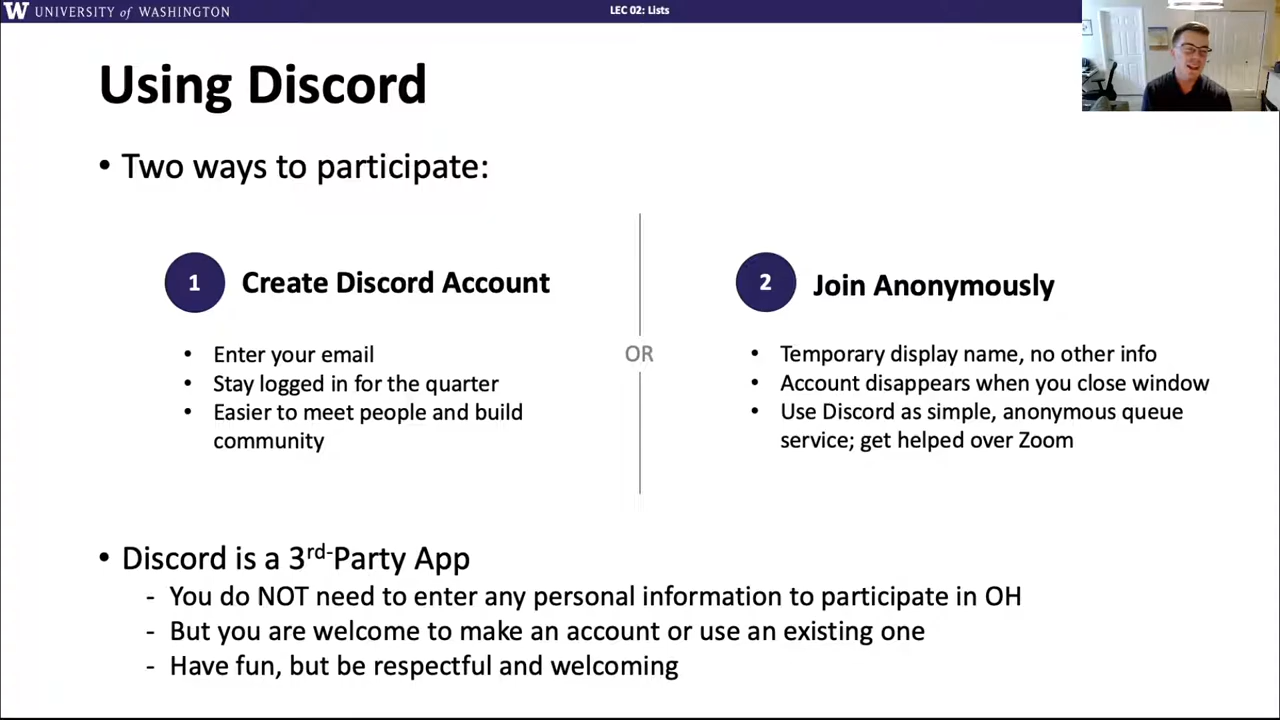 W UNIVERSITY of WASHINGTON
LEC 02: Lists
Using Discord
• Two ways to participate:
1 Create Discord Account
• Enter your email
• Stay logged in for the quarter
• Easier to meet people and build
community
OR
2 Join Anonymously
• Temporary display name, no other info
• Account disappears when you close window
• Use Discord as simple, anonymous queue
service; get helped over Zoom
• Discord is a 3rd-Party App
- You do NOT need to enter any personal information to participate in OH
- But you are welcome to make an account or use an existing one
- Have fun, but be respectful and welcoming